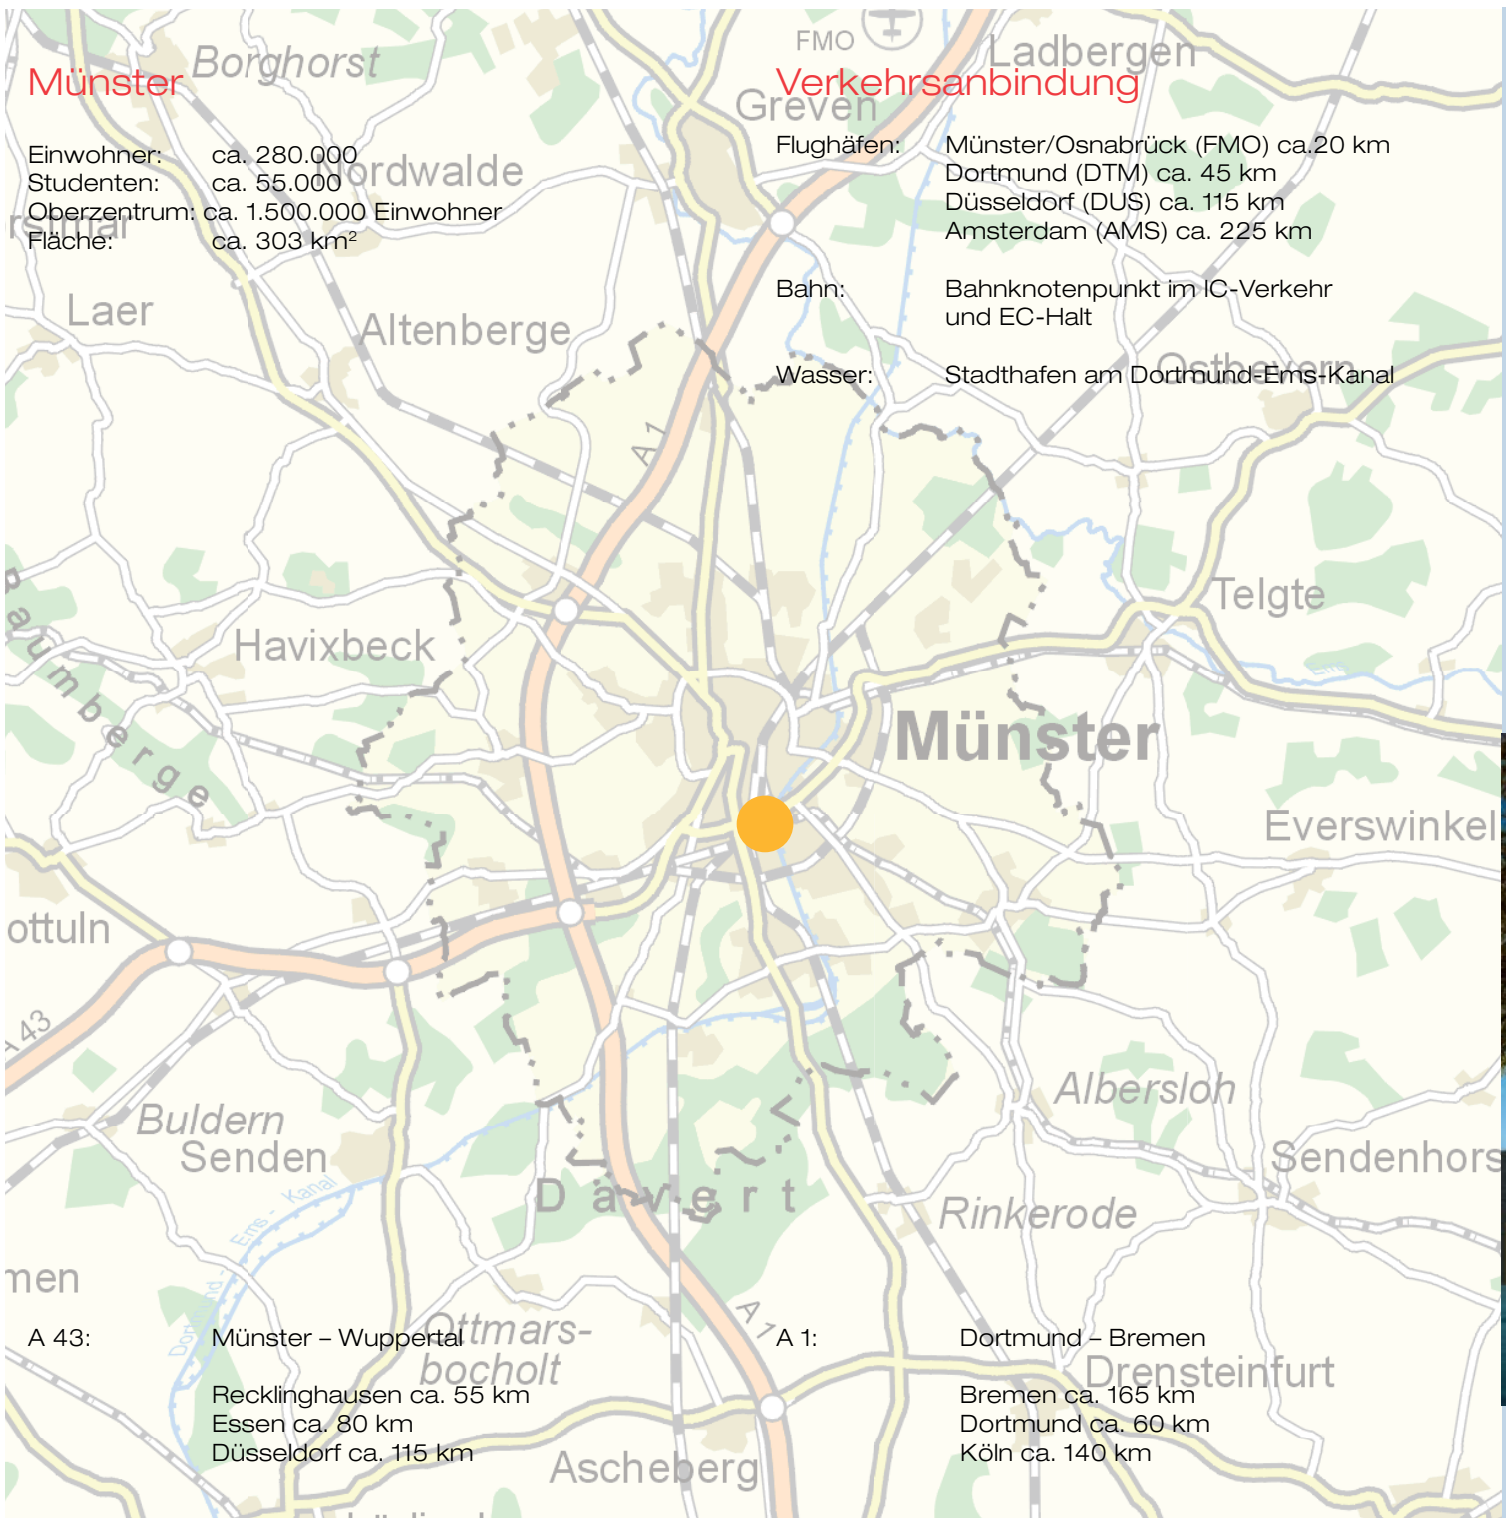 Münster
Einwohner: ca. 280.000
Studenten: ca. 55.000
Oberzentrum: ca. 1.500.000 Einwohner
Fläche: ca. 303 km²
Verkehrsanbindung
Flughäfen: Münster/Osnabrück (FMO) ca.20 km
Dortmund (DTM) ca. 45 km
Düsseldorf (DUS) ca. 115 km
Amsterdam (AMS) ca. 225 km
Bahn: Bahnknotenpunkt im IC-Verkehr
und EC-Halt
Wasser: Stadthafen am Dortmund-Ems-Kanal
Borghorst
FMO
Ladbergen
Greven
Nordwalde
rstmar
Laer
Altenberge
Ostbevern
A 1
Telgte
Baumberge
Havixbeck
Ems
Münster
Everswinkel
ottuln
A 43
Albersloh
Buldern
Senden
Sendenhors
Davert
Rinkerode
Dortmund - Ems - Kanal
men
Ottmars-
bocholt
A 1
Drensteinfurt
Ascheberg
A 43: Münster – Wuppertal
Recklinghausen ca. 55 km
Essen ca. 80 km
Düsseldorf ca. 115 km
A 1: Dortmund – Bremen
Bremen ca. 165 km
Dortmund ca. 60 km
Köln ca. 140 km